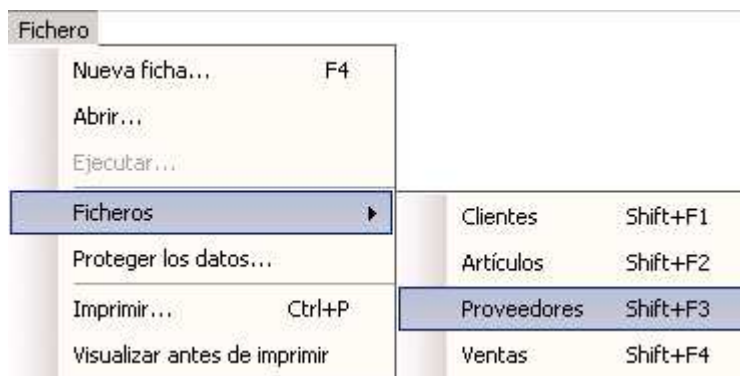 Fichero
Nueva ficha... F4
Abrir...
Ejecutar...
Ficheros
Clientes Shift+F1
Proteger los datos...
Artículos Shift+F2
Imprimir... Ctrl+P
Proveedores Shift+F3
Visualizar antes de imprimir
Ventas Shift+F4